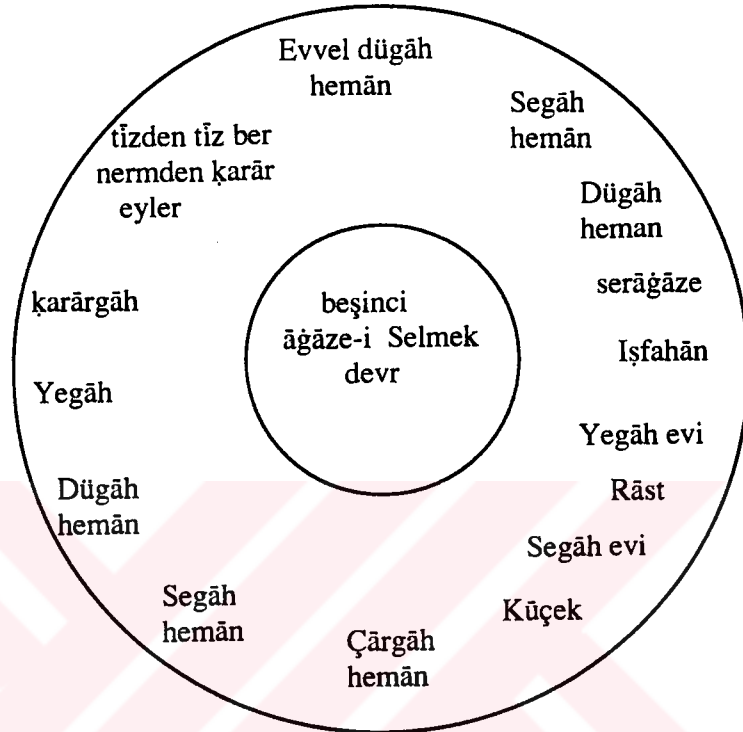 Evvel dügāh
hemān
Segāh
hemān
Dügāh
heman
serāġāze
Iṣfahān
Yegāh evi
Rāst
Segāh evi
Kūçek
Çārgāh
hemān
Segāh
hemān
Dügāh
hemān
Yegāh
ḳarārgāh
tīzden tīz ber
nermden ḳarār
eyler
beşinci
āġāze-i Selmek
devr